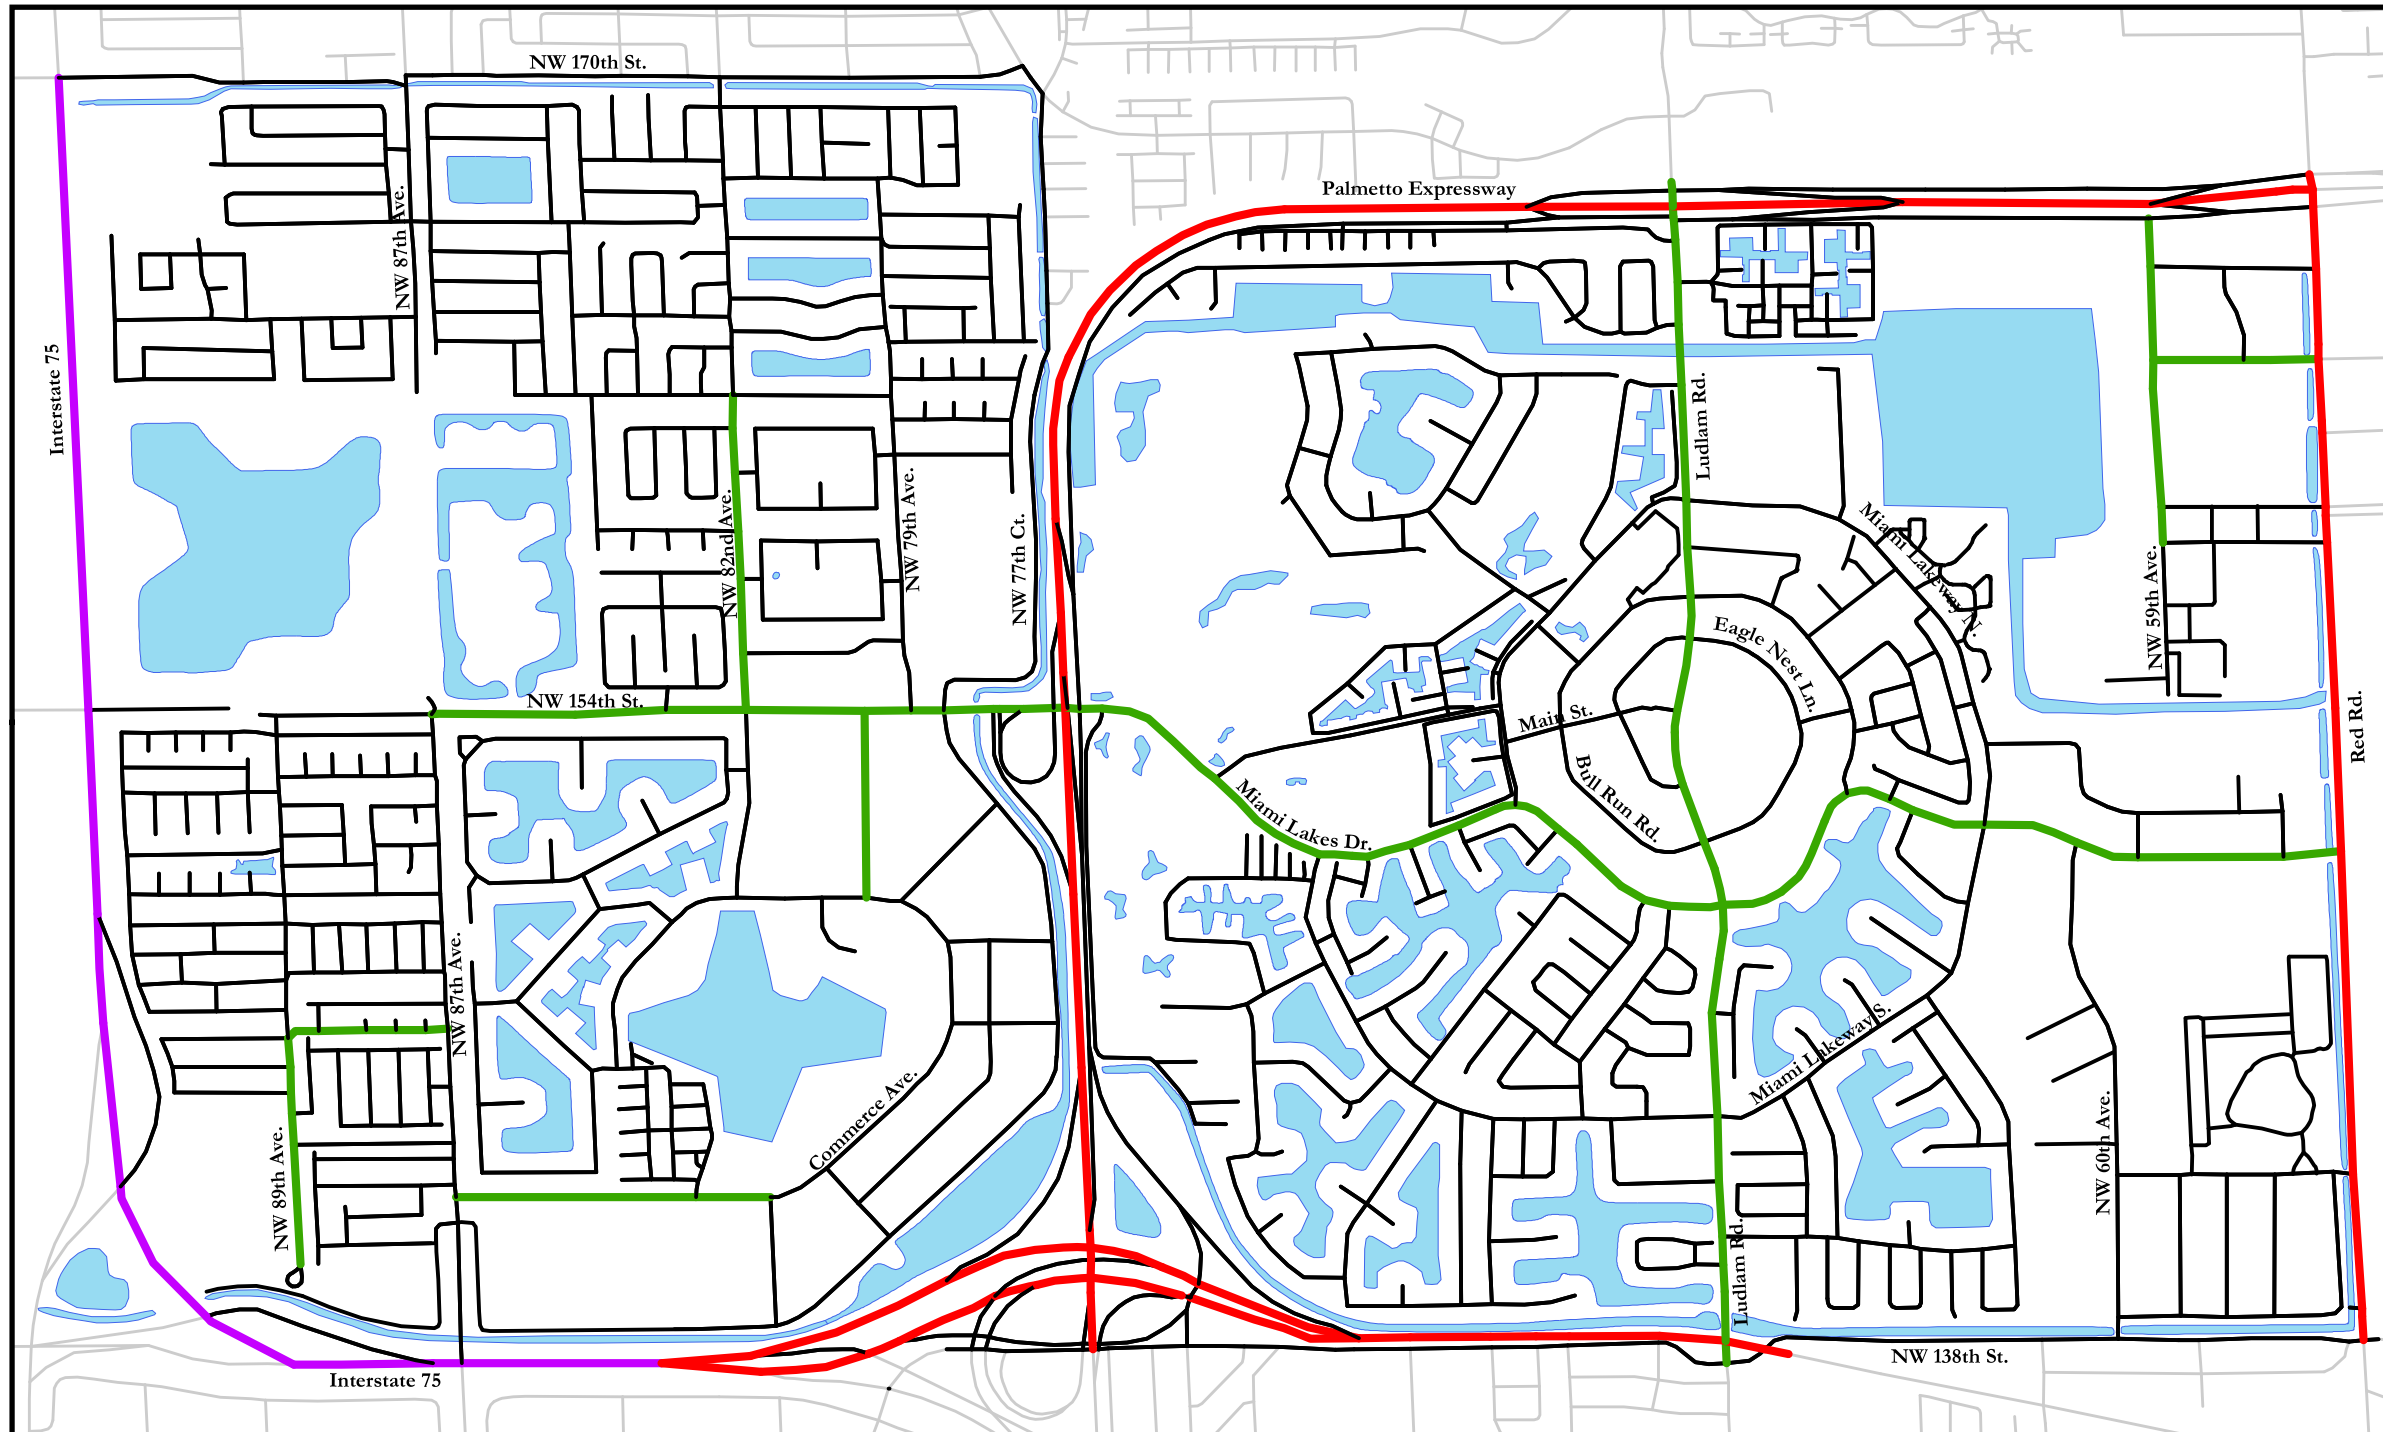 NW 170th St.
Palmetto Expressway
NW 87th Ave.
Interstate 75
Ludlam Rd.
NW 82nd Ave.
NW 79th Ave.
NW 77th Ct.
Miami Lakeway N.
NW 59th Ave.
Eagle Nest Ln.
NW 154th St.
Main St.
Red Rd.
Bull Run Rd.
Miami Lakes Dr.
NW 87th Ave.
Miami Lakeway S.
Commerce Ave.
NW 89th Ave.
NW 60th Ave.
Ludlam Rd.
NW 138th St.
Interstate 75